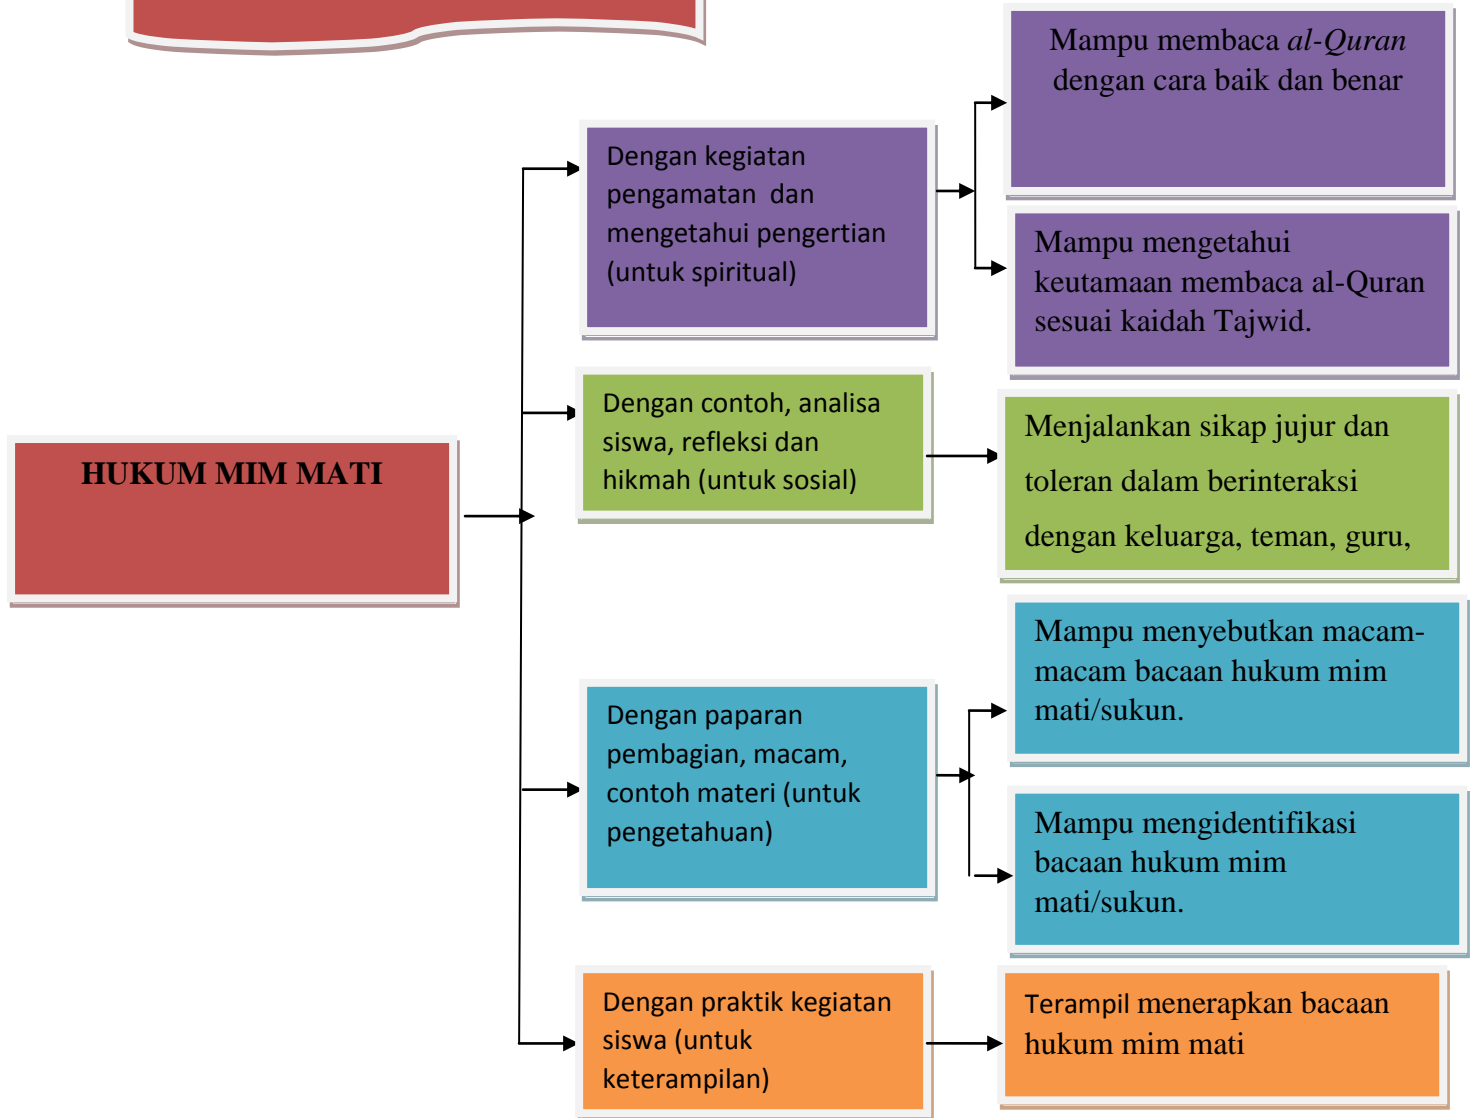 HUKUM MIM MATI
Dengan kegiatan
pengamatan  dan
mengetahui pengertian
(untuk spiritual)
Mampu membaca al-Quran
dengan cara baik dan benar
Mampu mengetahui
keutamaan membaca al-Quran
sesuai kaidah Tajwid.
Dengan contoh, analisa
siswa, refleksi dan
hikmah (untuk sosial)
Menjalankan sikap jujur dan
toleran dalam berinteraksi
dengan keluarga, teman, guru,
Dengan paparan
pembagian, macam,
contoh materi (untuk
pengetahuan)
Mampu menyebutkan macam-
macam bacaan hukum mim
mati/sukun.
Mampu mengidentifikasi
bacaan hukum mim
mati/sukun.
Dengan praktik kegiatan
siswa (untuk
keterampilan)
Terampil menerapkan bacaan
hukum mim mati